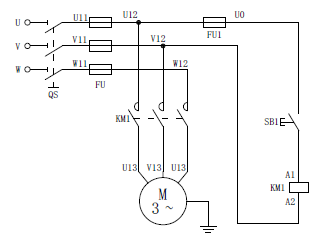 U
U11
U12
U0
V
V11
V12
FU1
W
W11
W12
QS
FU
KM1
SB1
U13
V13
U13
M
3 ~
A1
KM1
A2